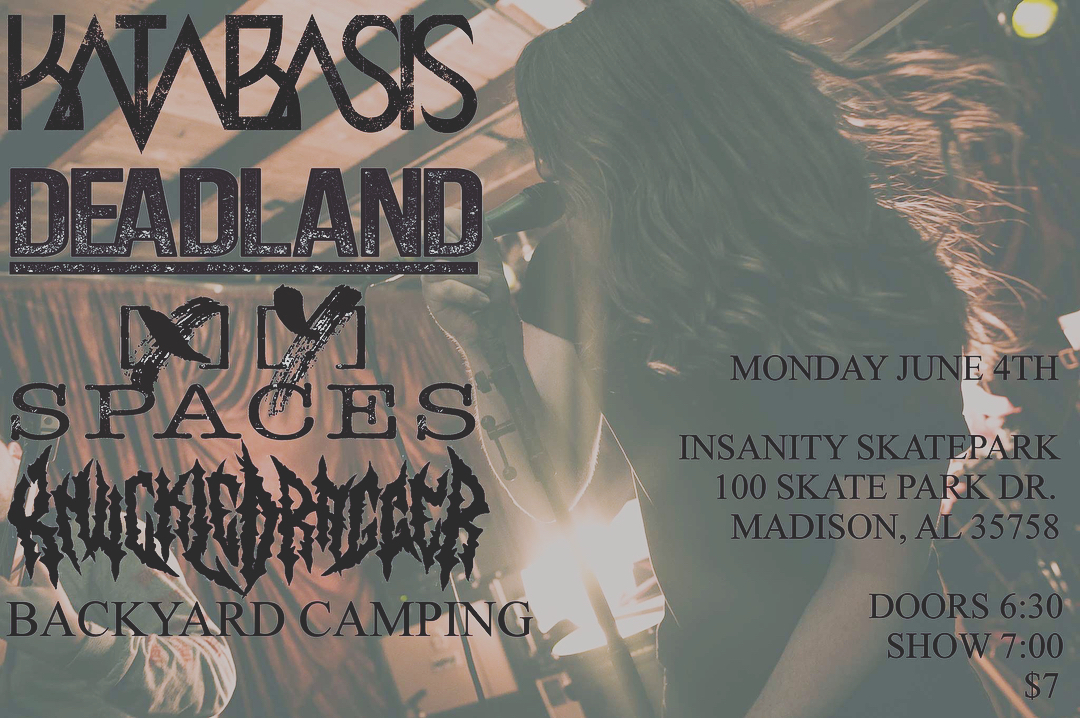 KATABASIS
DEADLAND
X Y
SPACES
KNUCKLEDRAGGER
BACKYARD CAMPING
MONDAY JUNE 4TH
INSANITY SKATEPARK
100 SKATE PARK DR.
MADISON, AL 35758
DOORS 6:30
SHOW 7:00
$7